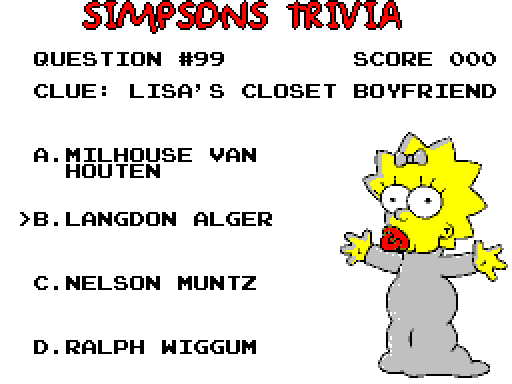 SIMPSONS TRIVIA
QUESTION #99 SCORE 000
CLUE: LISA'S CLOSET BOYFRIEND
A.MILHOUSE VAN
HOUTEN
>B.LANGDON ALGER
C.NELSON MUNTZ
D.RALPH WIGGUM